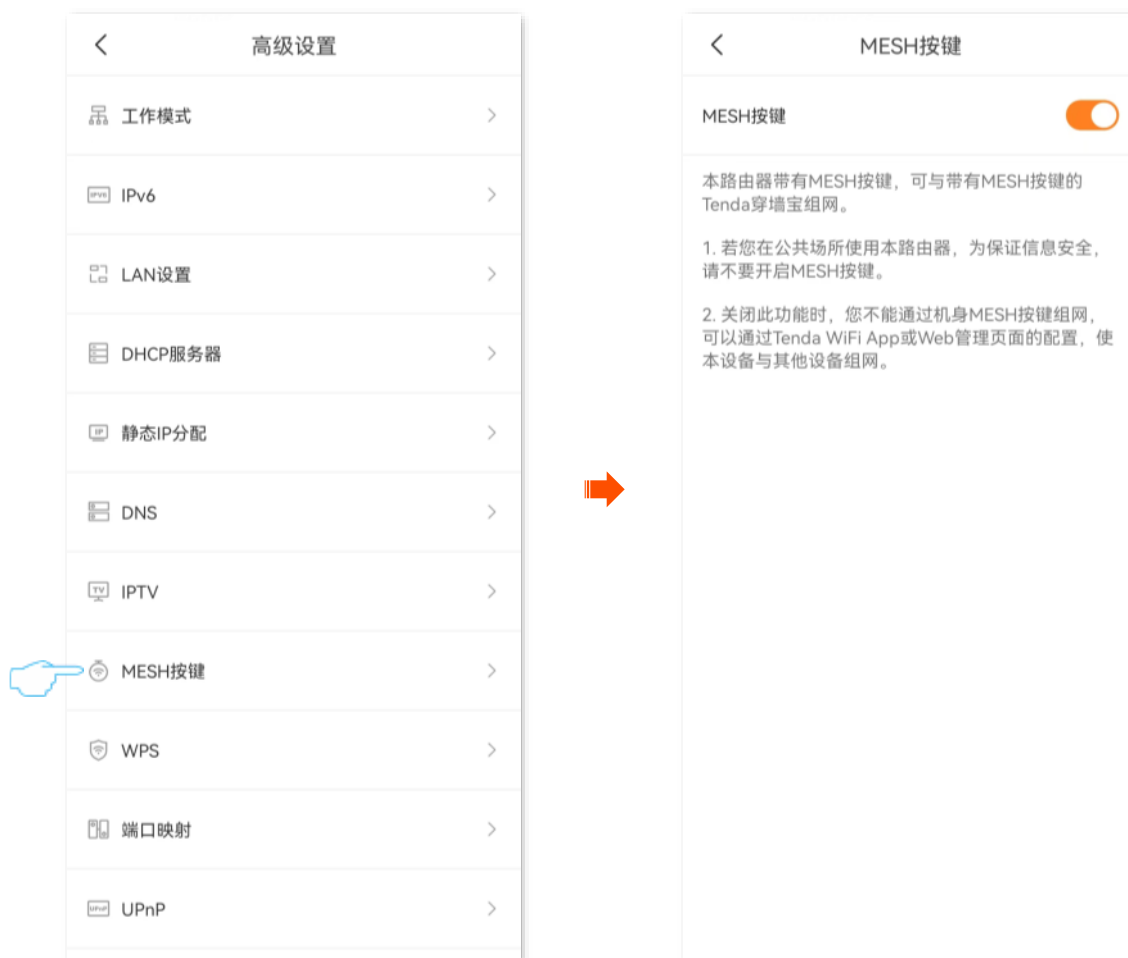 高级设置
工作模式
IPv6
LAN设置
DHCP服务器
IP
静态IP分配
DNS
TV
IPTV
MESH按键
WPS
端口映射
UPnP
MESH按键
MESH按键
本路由器带有MESH按键，可与带有MESH按键的
Tenda穿墙宝组网。
1. 若您在公共场所使用本路由器，为保证信息安全，
请不要开启MESH按键。
2. 关闭此功能时，您不能通过机身MESH按键组网，
可以通过Tenda WiFi App或Web管理页面的配置，使
本设备与其他设备组网。